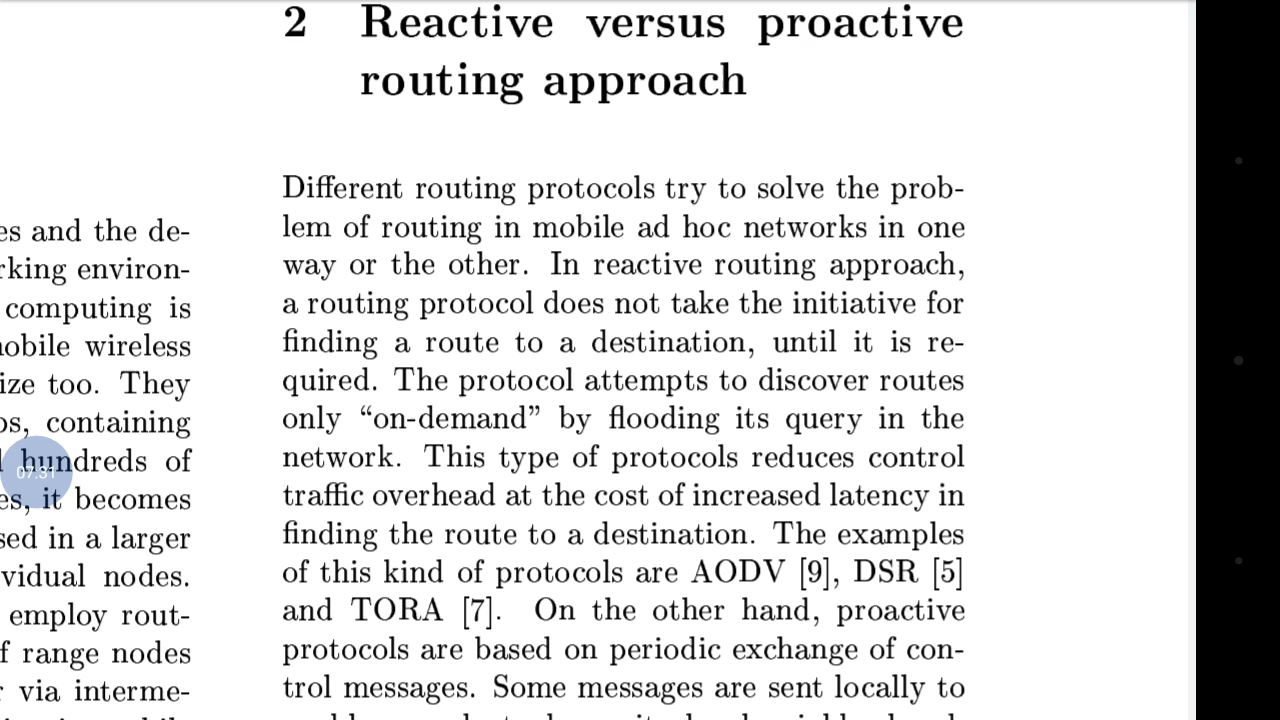 es and the de-
rking environ-
computing is
mobile wireless
ize too. They
os, containing
hundreds of
07:31
es, it becomes
sed in a larger
vidual nodes.
employ rout-
f range nodes
r via interme-
2 Reactive versus proactive
routing approach
Different routing protocols try to solve the prob-
lem of routing in mobile ad hoc networks in one
way or the other. In reactive routing approach,
a routing protocol does not take the initiative for
finding a route to a destination, until it is re-
quired. The protocol attempts to discover routes
only “on-demand” by flooding its query in the
network. This type of protocols reduces control
traffic overhead at the cost of increased latency in
finding the route to a destination. The examples
of this kind of protocols are AODV [9], DSR [5]
and TORA [7]. On the other hand, proactive
protocols are based on periodic exchange of con-
trol messages. Some messages are sent locally to